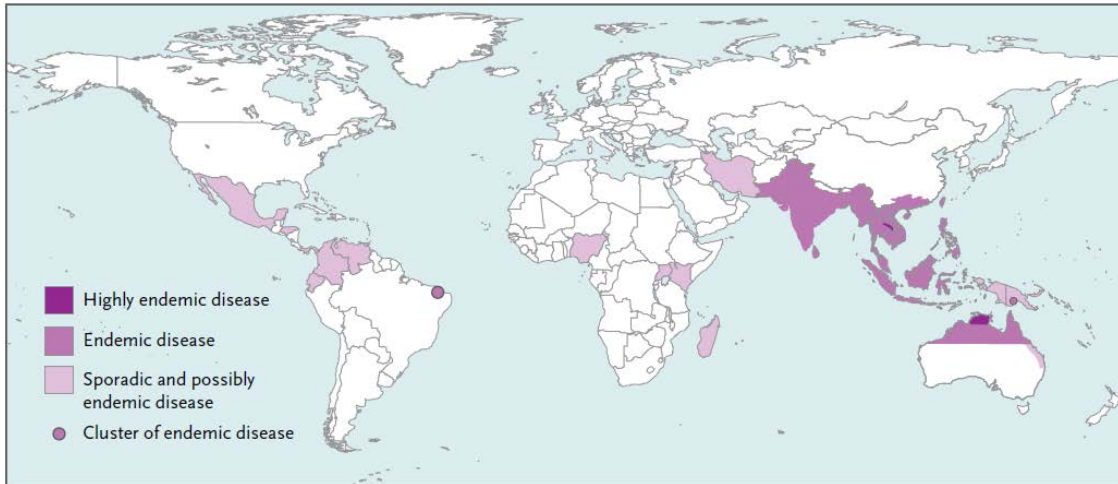 Highly endemic disease
Endemic disease
Sporadic and possibly
endemic disease
Cluster of endemic disease